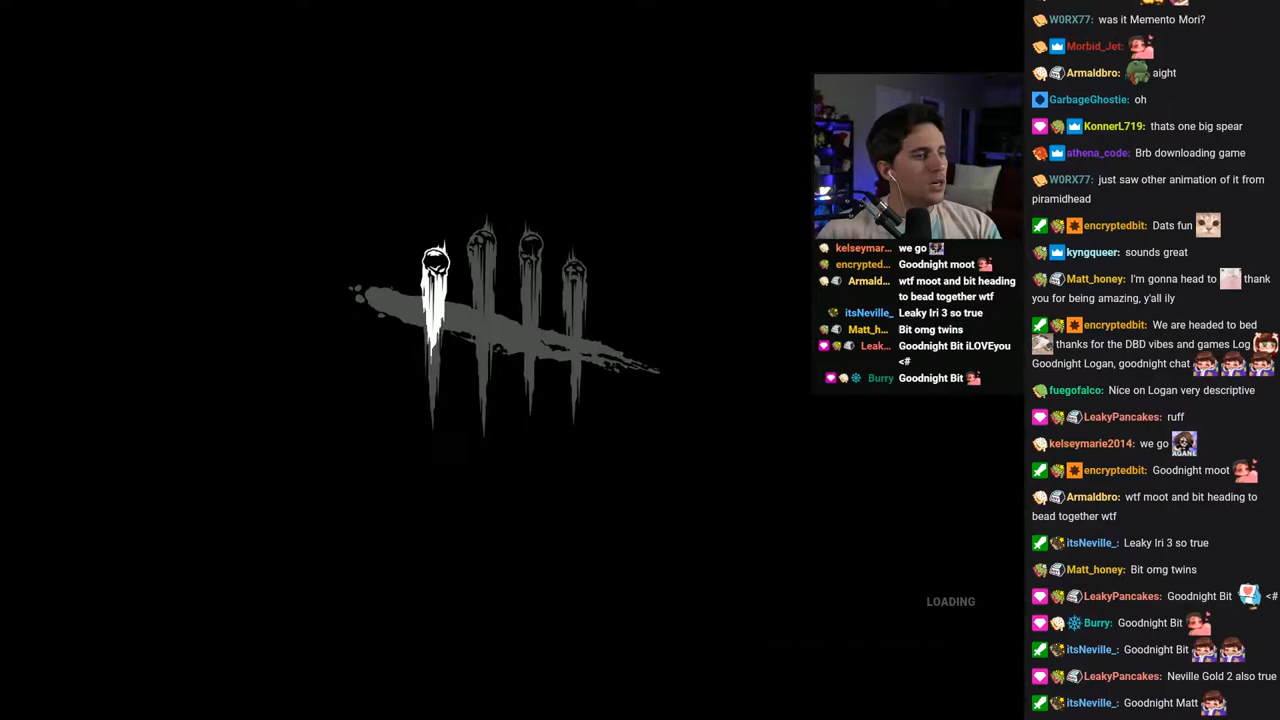 W0RX77: was it Memento Mori?
Morbid_Jet:
Armaldbro: aight
GarbageGhostie: oh
KonnerL719: thats one big spear
athena_code: Brb downloading game
W0RX77: just saw other animation of it from
piramidhead
encryptedbit: Dats fun
kyngqueer: sounds great
Matt_honey: I'm gonna head to thank
you for being amazing, y'all ily
encryptedbit: We are headed to bed
thanks for the DBD vibes and games Log
Goodnight Logan, goodnight chat
fuegofalco: Nice on Logan very descriptive
LeakyPancakes: ruff
kelseymarie2014: we go
AGANE
encryptedbit: Goodnight moot
Armaldbro: wtf moot and bit heading to
bead together wtf
itsNeville_: Leaky Iri 3 so true
Matt_honey: Bit omg twins
LeakyPancakes: Goodnight Bit <#
Burry: Goodnight Bit
itsNeville_: Goodnight Bit
LeakyPancakes: Neville Gold 2 also true
itsNeville_: Goodnight Matt
kelseymar... we go
encrypted... Goodnight moot
Armald... wtf moot and bit heading
to bead together wtf
itsNeville_ Leaky Iri 3 so true
Matt_h... Bit omg twins
Leak... Goodnight Bit iLOVEyou
<#
Burry Goodnight Bit
LOADING